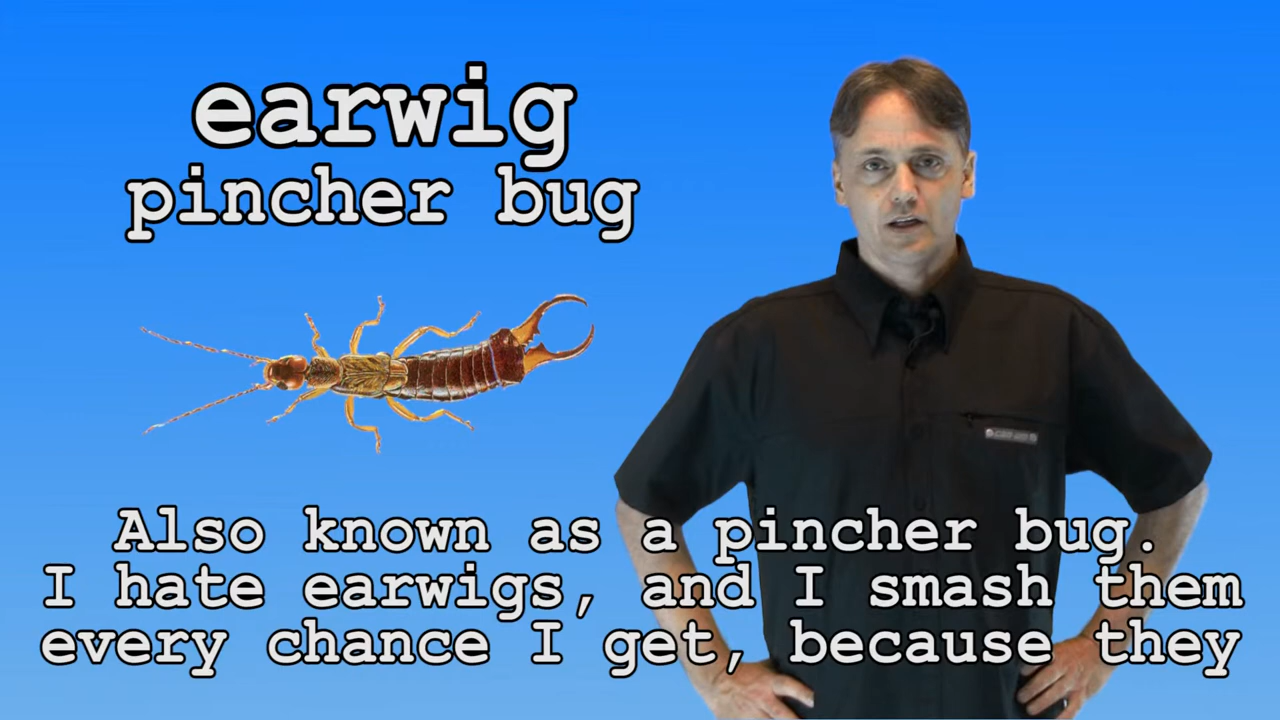 earwig
pincher bug
Also known as a pincher bug.
I hate earwigs, and I smash them
every chance I get, because they